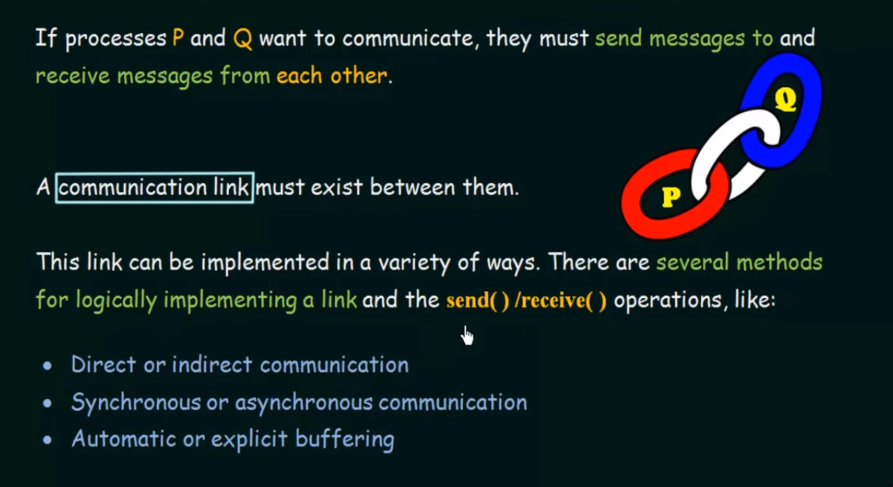 If processes P and Q want to communicate, they must send messages to and
receive messages from each other.
Q
A communication link must exist between them.
P
This link can be implemented in a variety of ways. There are several methods
for logically implementing a link and the send( ) /receive( ) operations, like:
• Direct or indirect communication
• Synchronous or asynchronous communication
• Automatic or explicit buffering